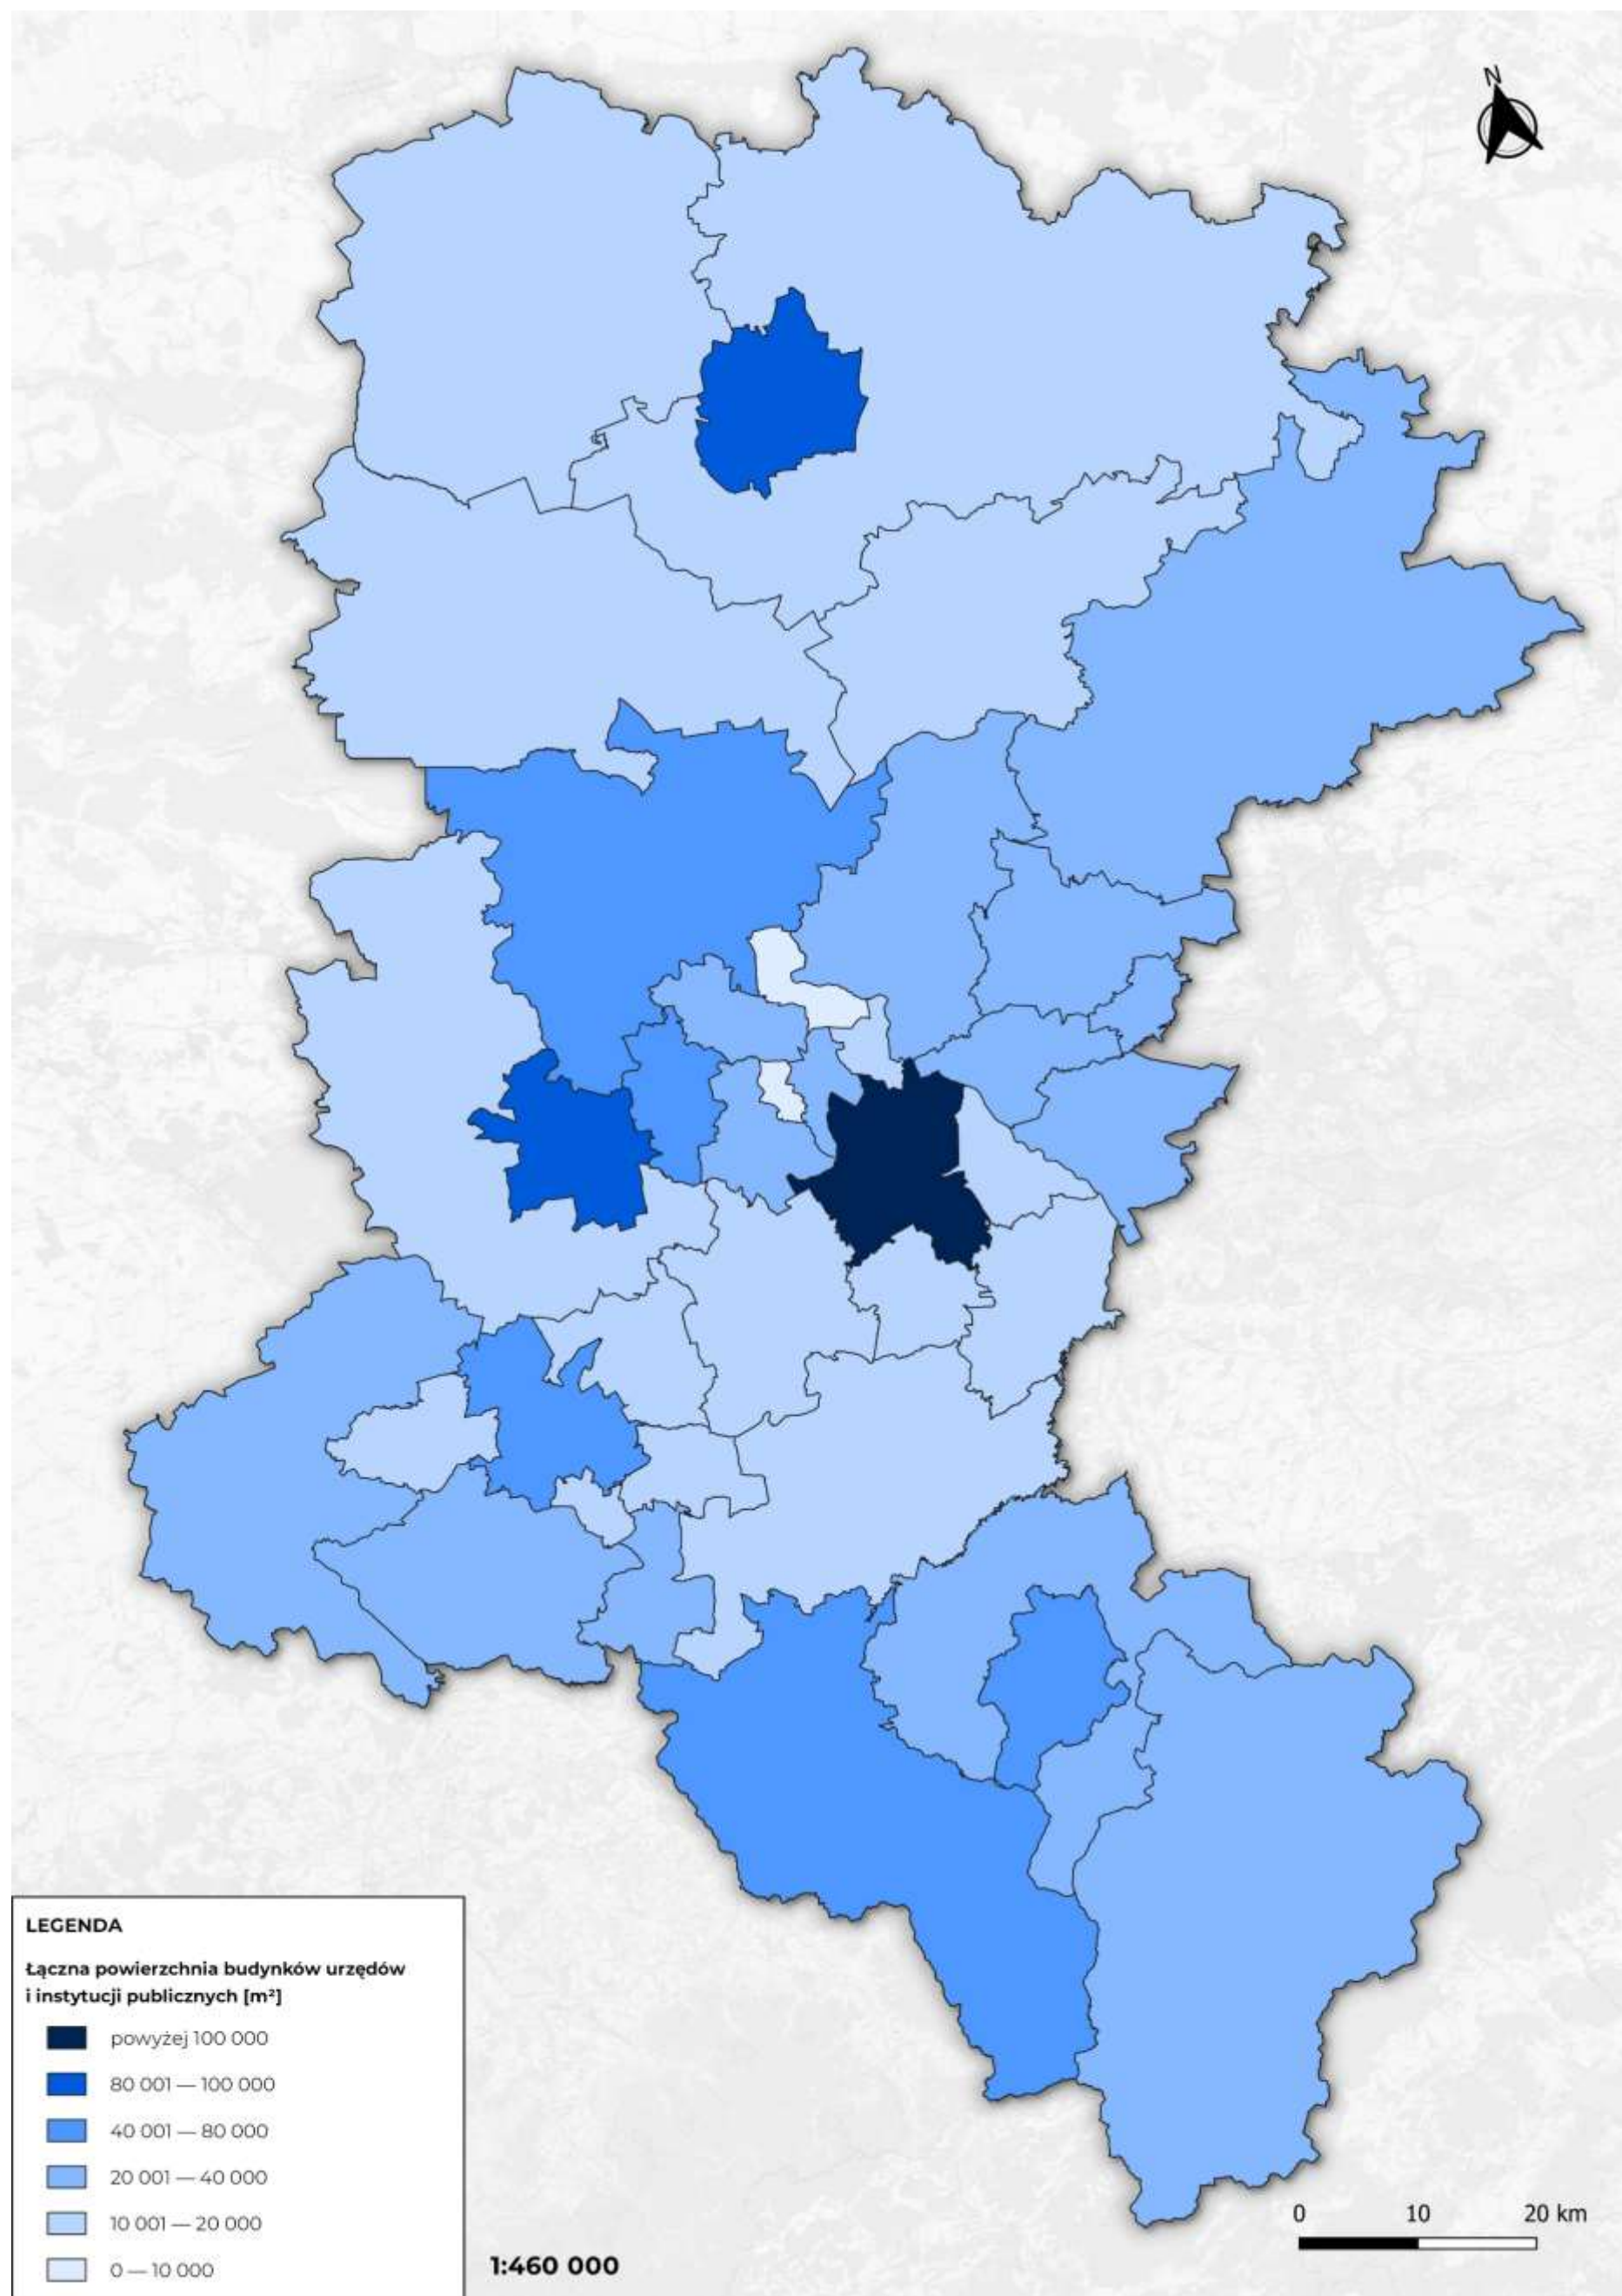 N
LEGENDA
Łączna powierzchnia budynków urzędów
i instytucji publicznych [m²]
powyżej 100 000
80 001 — 100 000
40 001 — 80 000
20 001 — 40 000
10 001 — 20 000
0 — 10 000
1:460 000
0 10 20 km